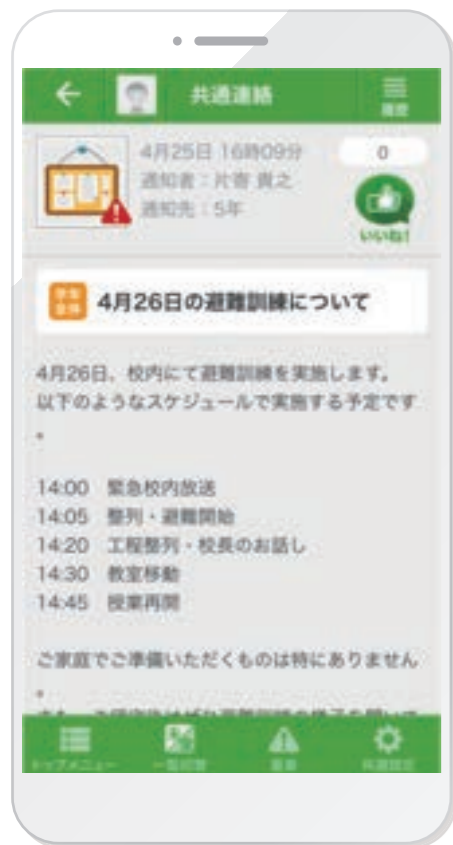 共通連絡
履歴
4月25日 16時09分
通知者：片寄 貴之
通知先：5年
0
いいね!
4月26日の避難訓練について
4月26日、校内にて避難訓練を実施します。
以下のようなスケジュールで実施する予定です
。
14:00 緊急校内放送
14:05 整列・避難開始
14:20 工程整列・校長のお話し
14:30 教室移動
14:45 授業再開
ご家庭でご準備いただくものは特にありません
。
トップメニュー
一覧切替
重要
共通設定